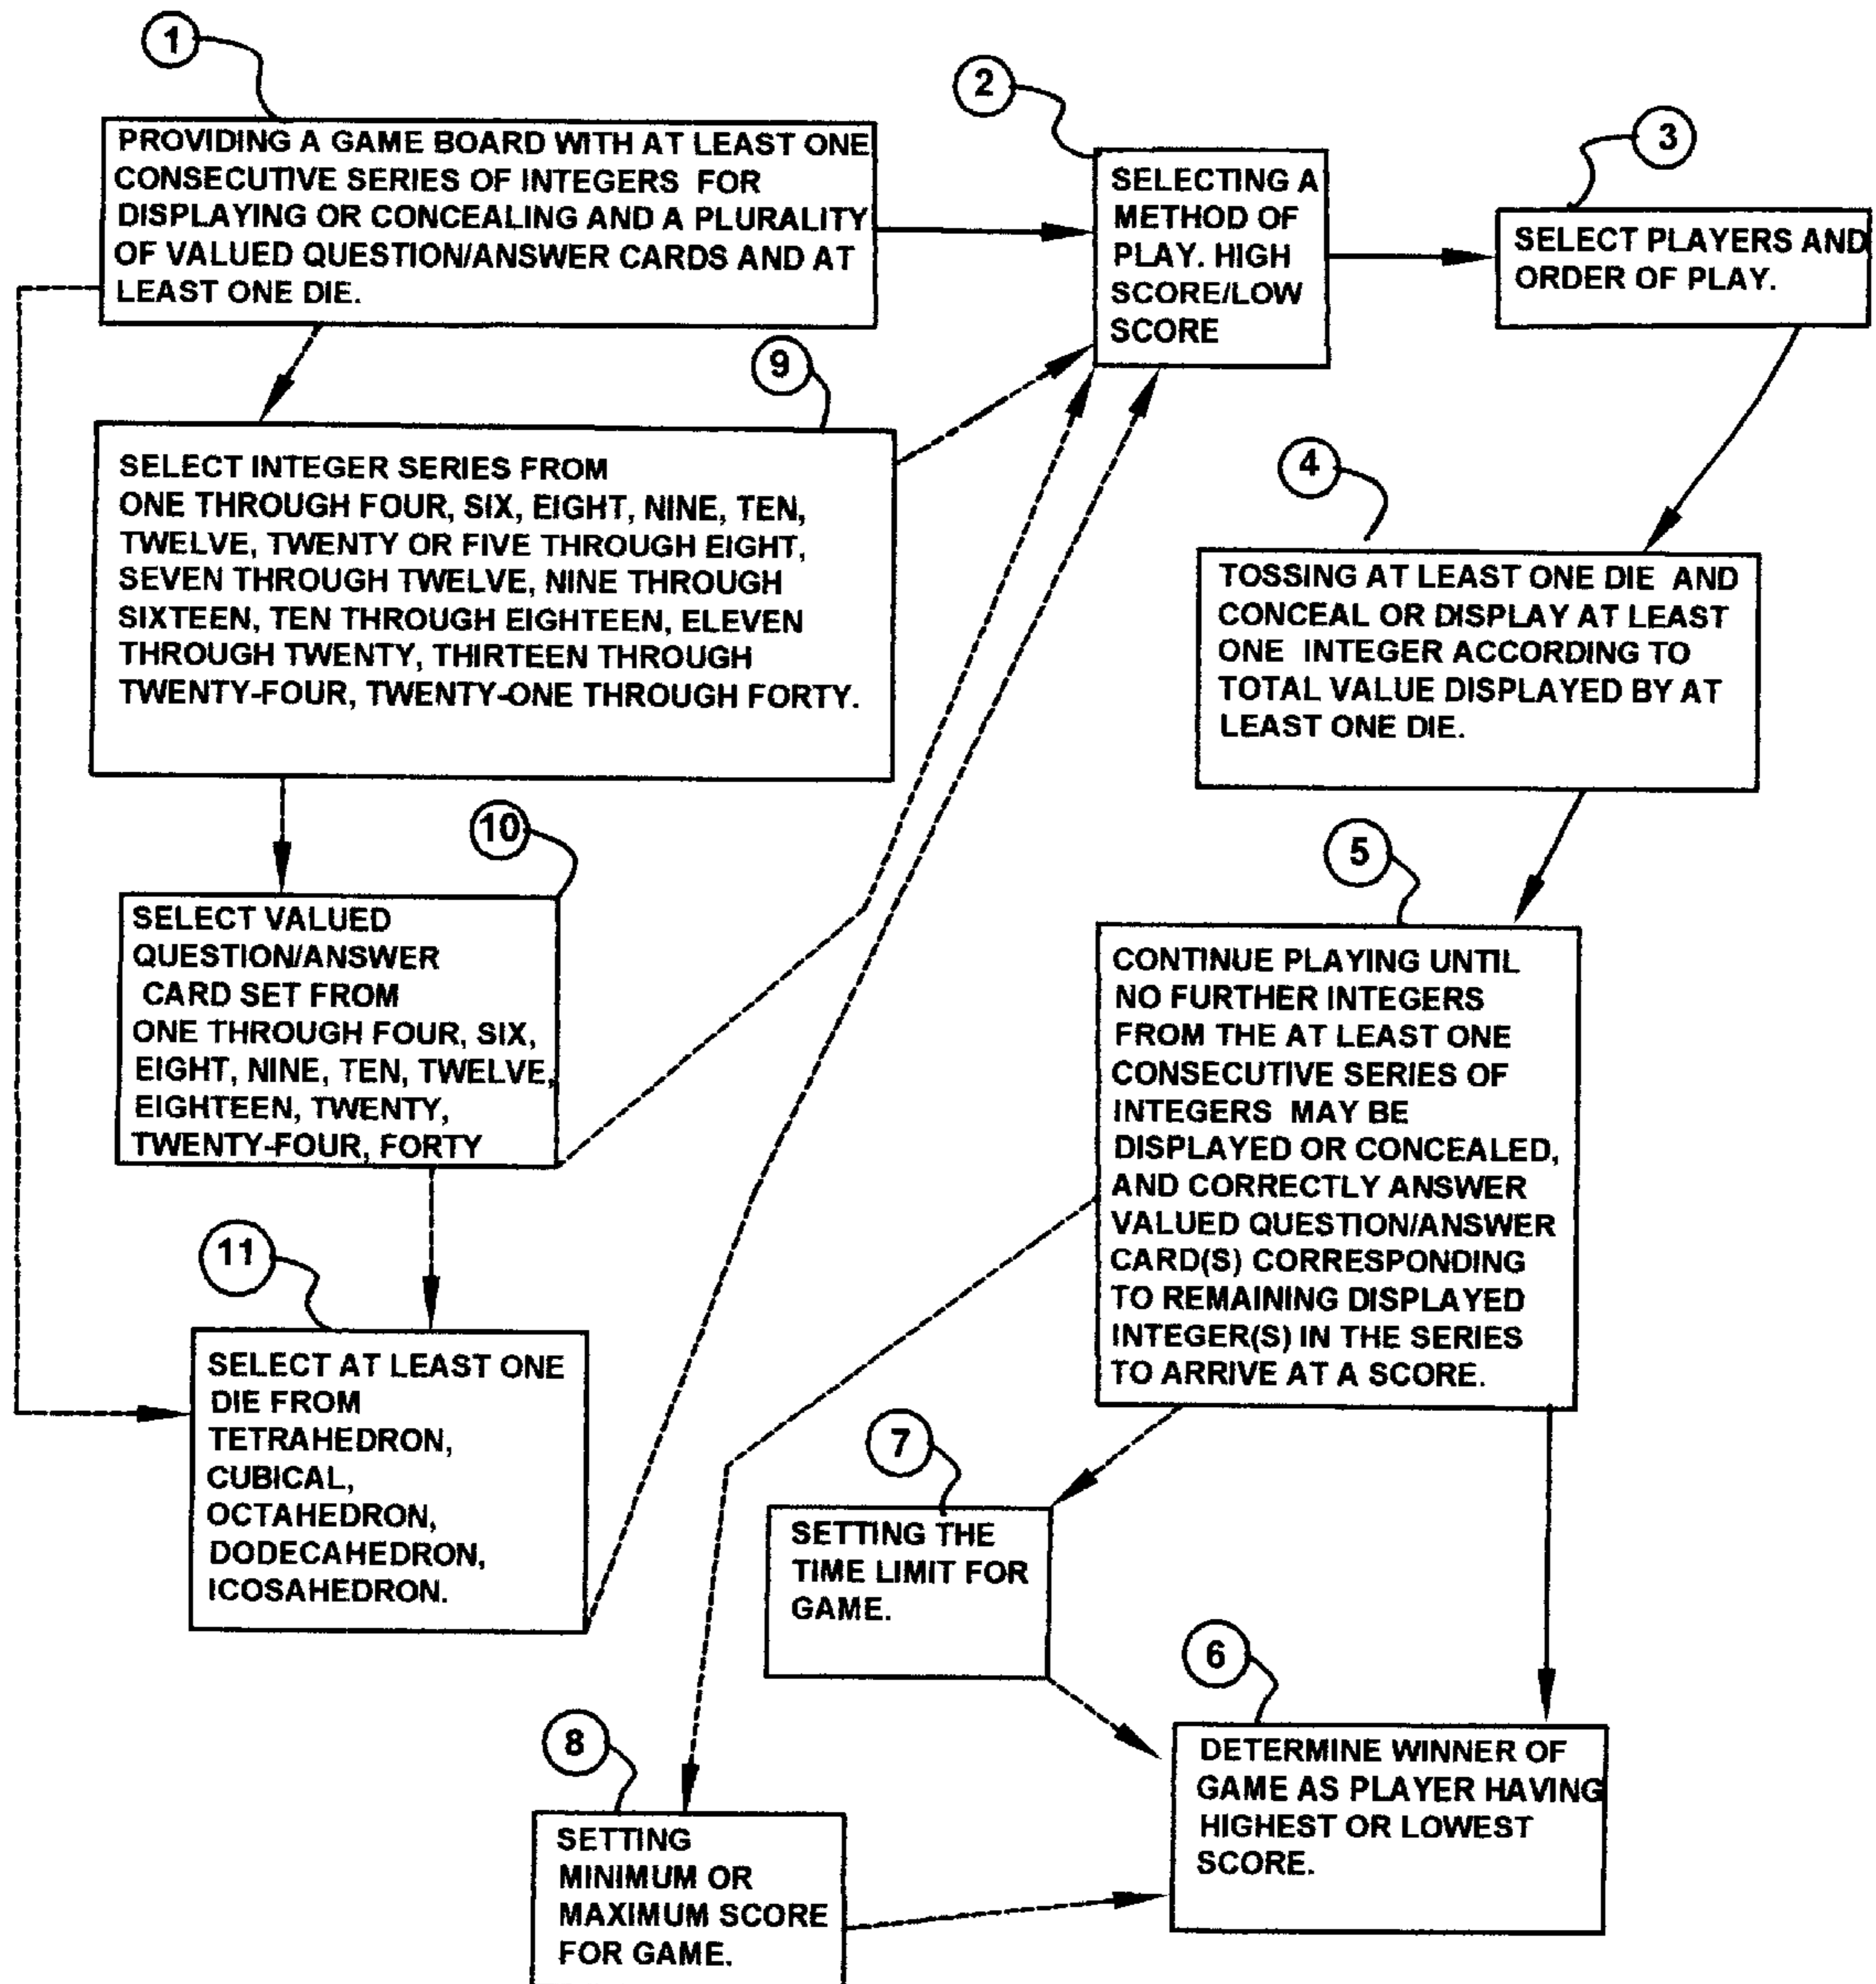 1
PROVIDING A GAME BOARD WITH AT LEAST ONE
CONSECUTIVE SERIES OF INTEGERS FOR
DISPLAYING OR CONCEALING AND A PLURALITY
OF VALUED QUESTION/ANSWER CARDS AND AT
LEAST ONE DIE.
2
SELECTING A
METHOD OF
PLAY. HIGH
SCORE/LOW
SCORE
3
SELECT PLAYERS AND
ORDER OF PLAY.
9
SELECT INTEGER SERIES FROM
ONE THROUGH FOUR, SIX, EIGHT, NINE, TEN,
TWELVE, TWENTY OR FIVE THROUGH EIGHT,
SEVEN THROUGH TWELVE, NINE THROUGH
SIXTEEN, TEN THROUGH EIGHTEEN, ELEVEN
THROUGH TWENTY, THIRTEEN THROUGH
TWENTY-FOUR, TWENTY-ONE THROUGH FORTY.
4
TOSSING AT LEAST ONE DIE AND
CONCEAL OR DISPLAY AT LEAST
ONE INTEGER ACCORDING TO
TOTAL VALUE DISPLAYED BY AT
LEAST ONE DIE.
10
SELECT VALUED
QUESTION/ANSWER
CARD SET FROM
ONE THROUGH FOUR, SIX,
EIGHT, NINE, TEN, TWELVE,
EIGHTEEN, TWENTY,
TWENTY-FOUR, FORTY
5
CONTINUE PLAYING UNTIL
NO FURTHER INTEGERS
FROM THE AT LEAST ONE
CONSECUTIVE SERIES OF
INTEGERS MAY BE
DISPLAYED OR CONCEALED,
AND CORRECTLY ANSWER
VALUED QUESTION/ANSWER
CARD(S) CORRESPONDING
TO REMAINING DISPLAYED
INTEGER(S) IN THE SERIES
TO ARRIVE AT A SCORE.
11
SELECT AT LEAST ONE
DIE FROM
TETRAHEDRON,
CUBICAL,
OCTAHEDRON,
DODECAHEDRON,
ICOSAHEDRON.
7
SETTING THE
TIME LIMIT FOR
GAME.
6
DETERMINE WINNER OF
GAME AS PLAYER HAVING
HIGHEST OR LOWEST
SCORE.
8
SETTING
MINIMUM OR
MAXIMUM SCORE
FOR GAME.